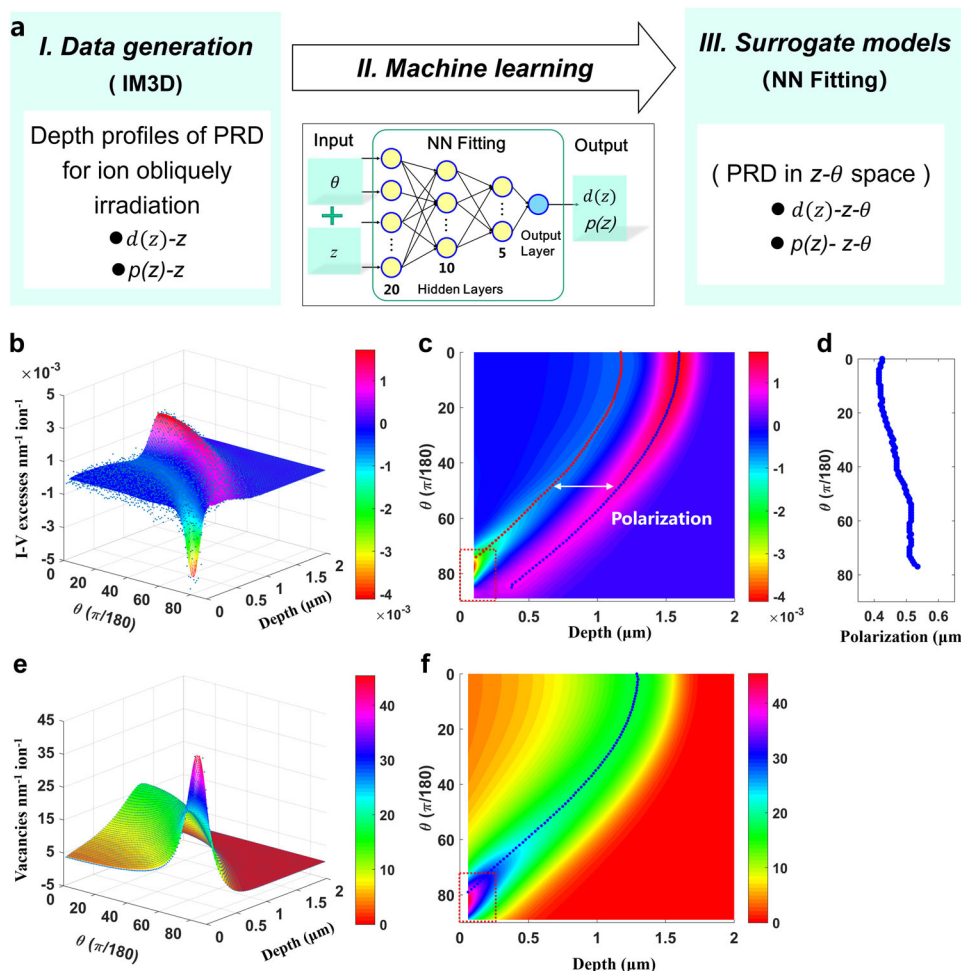 a
I. Data generation
( IM3D)
Depth profiles of PRD
for ion obliquely
irradiation
●d(z)-z
●p(z)-z
II. Machine learning
Input
NN Fitting
Output
θ
+
z
d(z)
p(z)
Output
Layer
20
10
5
Hidden Layers
III. Surrogate models
(NN Fitting)
( PRD in z-θ space )
● d(z)-z-θ
● p(z)- z-θ
b
×10⁻³
I-V excesses nm⁻¹ ion⁻¹
5
3
1
-1
-3
-5
0
20
40
60
80
θ (π/180)
0
0.5
1
1.5
2
Depth (μm)
1
0
-1
-2
-3
-4
×10⁻³
c
θ (π/180)
0
20
40
60
80
Polarization
0
0.5
1
1.5
2
Depth (μm)
1
0
-1
-2
-3
-4
×10⁻³
d
θ (π/180)
0
20
40
60
80
0.4
0.5
0.6
Polarization (μm
e
Vacancies nm⁻¹ ion⁻¹
45
35
25
15
5
-5
0
20
40
60
80
θ (π/180)
0
0.5
1
1.5
2
Depth (μm)
40
30
20
10
0
f
θ (π/180)
0
20
40
60
80
0
0.5
1
1.5
2
Depth (μm)
40
30
20
10
0